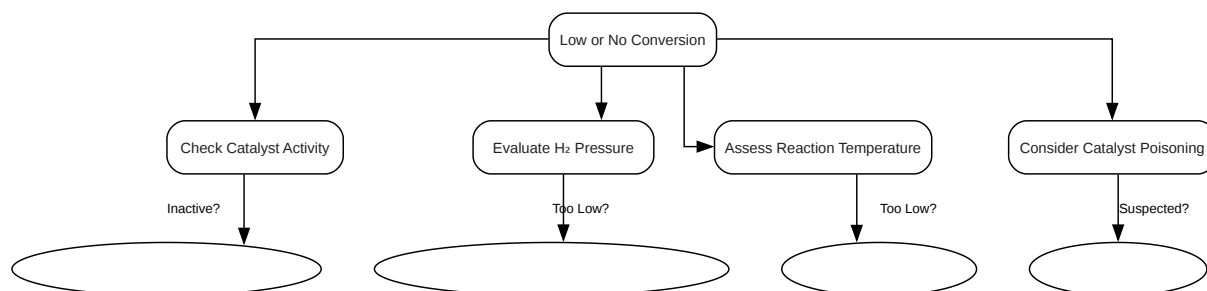 Low or No Conversion
Check Catalyst Activity
Evaluate H₂ Pressure
Assess Reaction Temperature
Consider Catalyst Poisoning
Inactive?
Too Low?
Too Low?
Suspected?